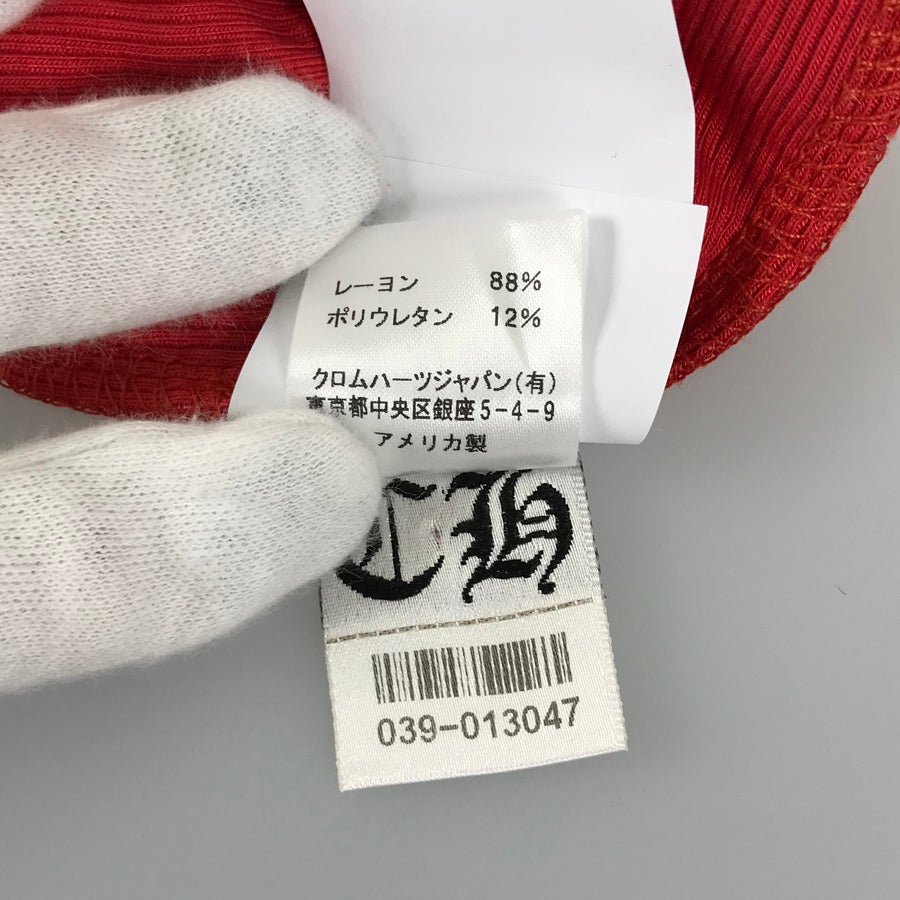 レーヨン 88%
ポリウレタン 12%
クロムハーツジャパン(有)
東京都中央区銀座5-4-9
アメリカ製
CH
039-013047